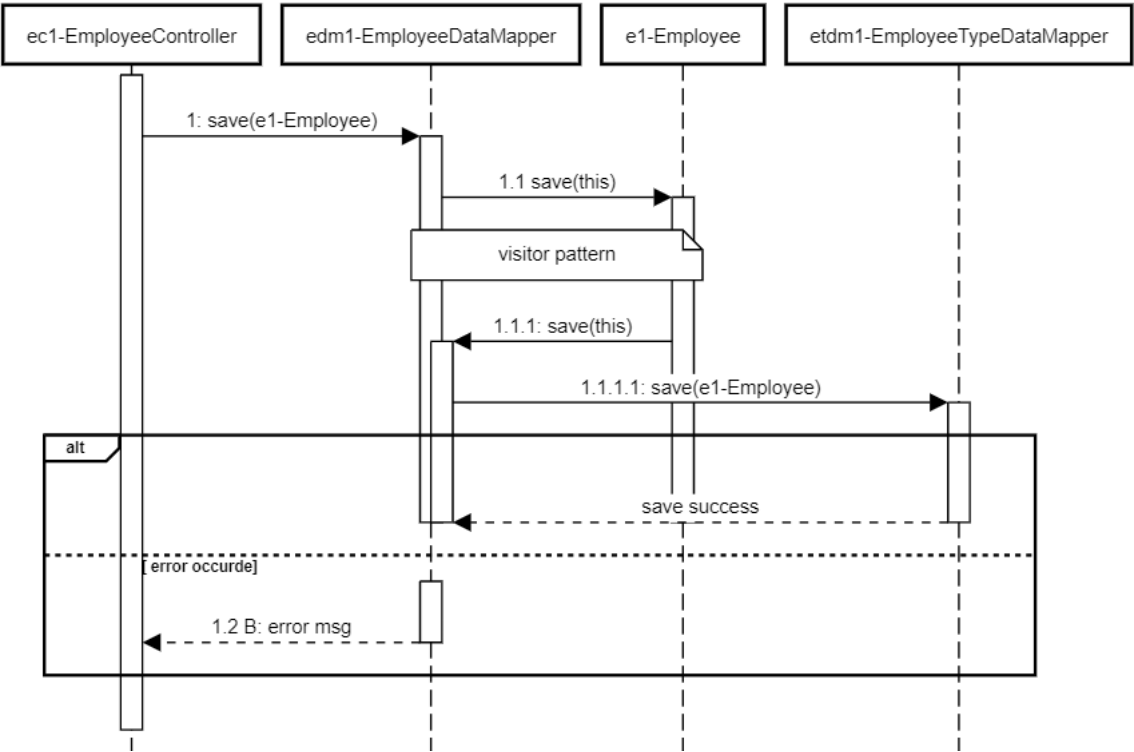 ec1-EmployeeController
edm1-EmployeeDataMapper
e1-Employee
etdm1-EmployeeTypeDataMapper
1: save(e1-Employee)
1.1 save(this)
visitor pattern
1.1.1: save(this)
1.1.1.1: save(e1-Employee)
alt
save success
[ error occurde]
1.2 B: error msg